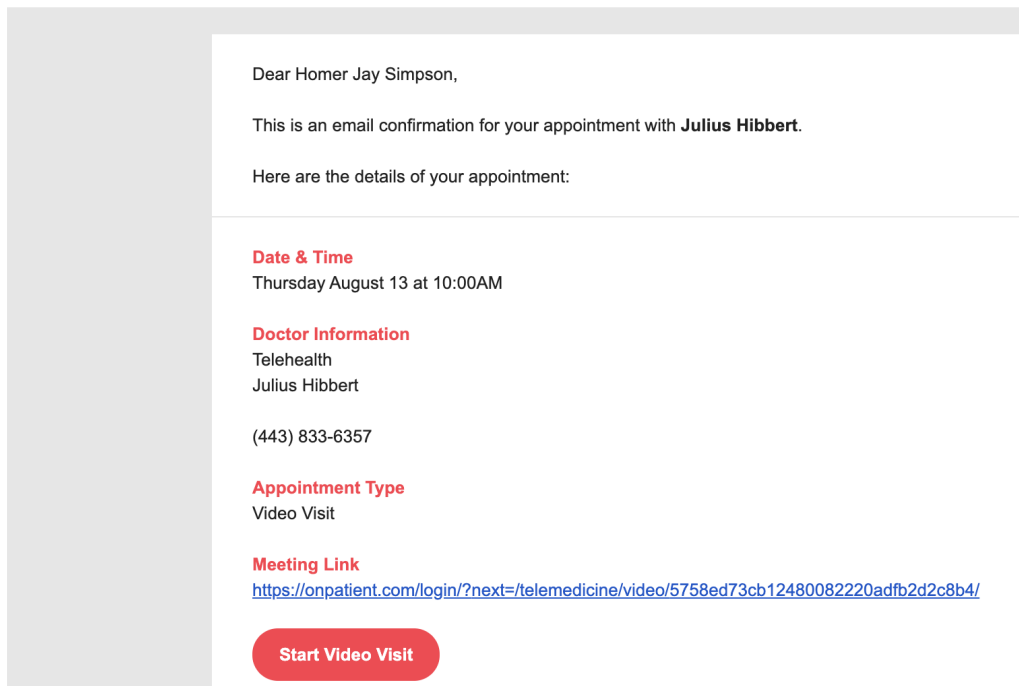 Dear Homer Jay Simpson,
This is an email confirmation for your appointment with Julius Hibbert.
Here are the details of your appointment:
Date & Time
Thursday August 13 at 10:00AM
Doctor Information
Telehealth
Julius Hibbert
(443) 833-6357
Appointment Type
Video Visit
Meeting Link
https://onpatient.com/login/?next=/telemedicine/video/5758ed73cb12480082220adfb2d2c8b4/
Start Video Visit